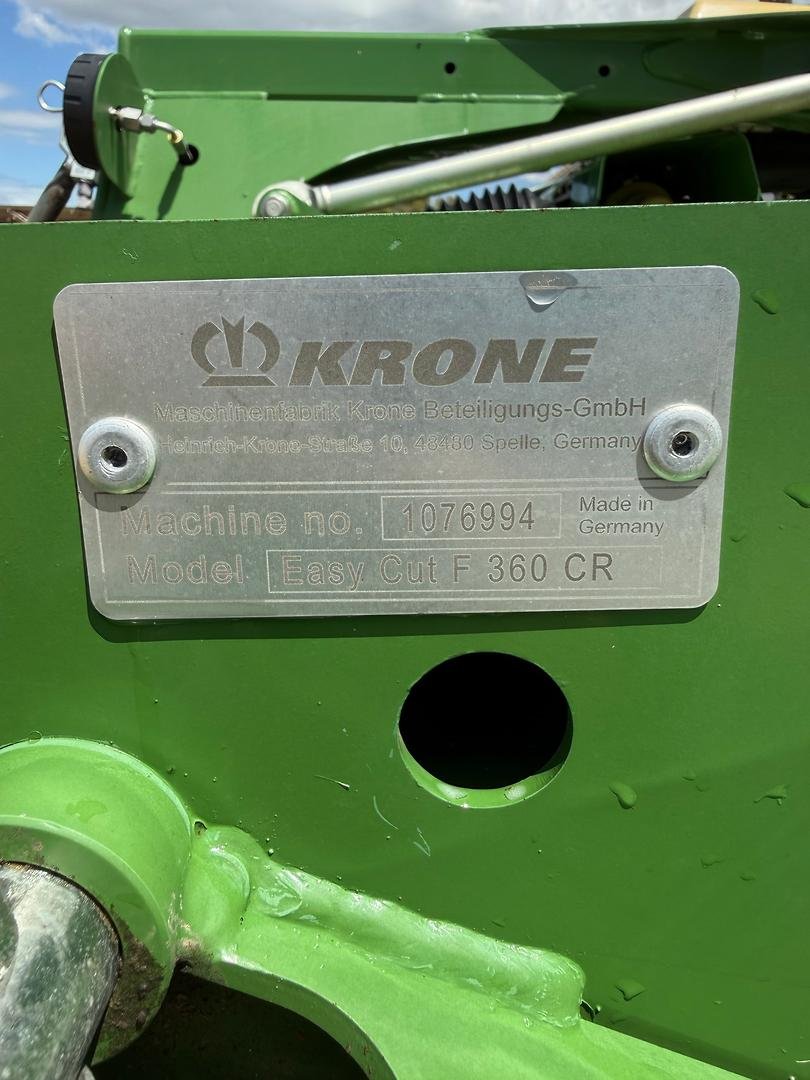 KRONE
Maschinenfabrik Krone Beteiligungs-GmbH
Heinrich-Krone-Straße 10, 48480 Spelle, Germany
Machine no. 1076994 Made in
Germany
Model Easy Cut F 360 CR